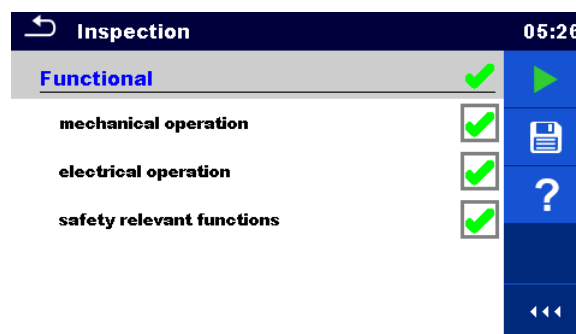 Inspection 05:26
Functional
mechanical operation
electrical operation
safety relevant functions
?